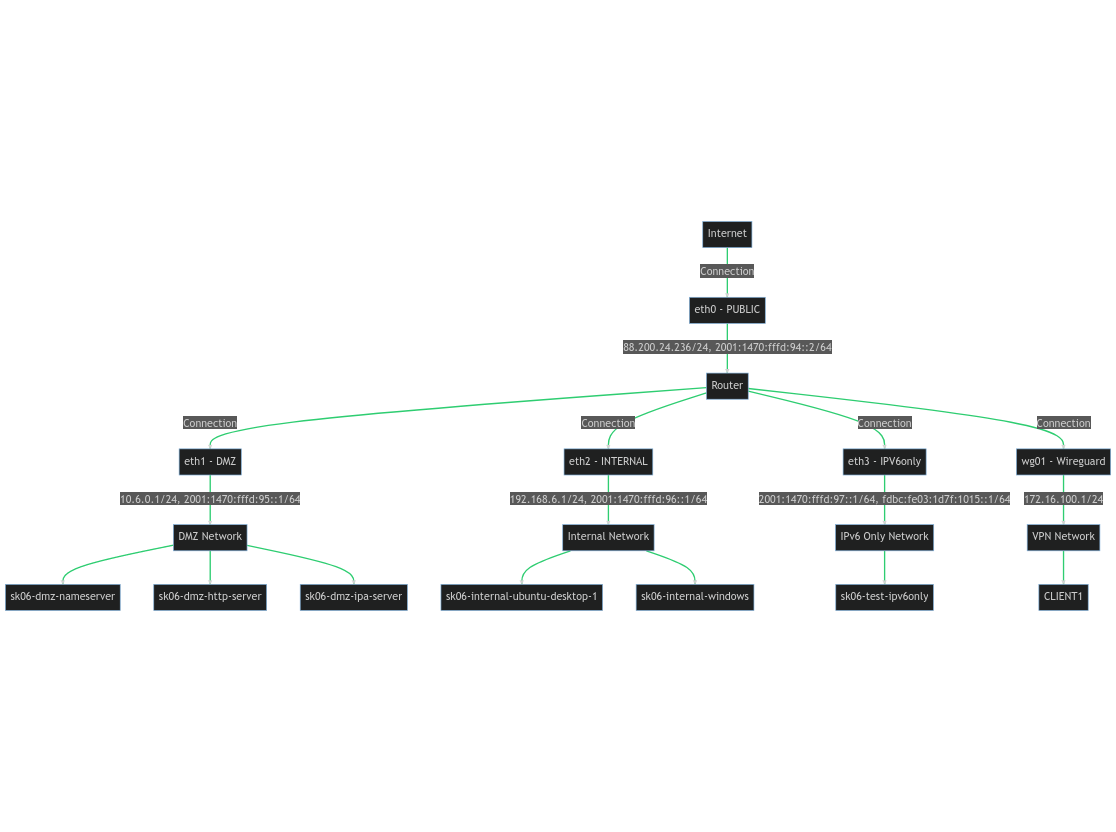 Internet
Connection
eth0 - PUBLIC
88.200.24.236/24, 2001:1470:fffd:94::2/64
Router
Connection
Connection
Connection
Connection
eth1 - DMZ
eth2 - INTERNAL
eth3 - IPV6only
wg01 - Wireguard
10.6.0.1/24, 2001:1470:fffd:95::1/64
192.168.6.1/24, 2001:1470:fffd:96::1/64
2001:1470:fffd:97::1/64, fdbc:fe03:1d7f:1015::1/64
172.16.100.1/24
DMZ Network
Internal Network
IPv6 Only Network
VPN Network
sk06-dmz-nameserver
sk06-dmz-http-server
sk06-dmz-ipa-server
sk06-internal-ubuntu-desktop-1
sk06-internal-windows
sk06-test-ipv6only
CLIENT1